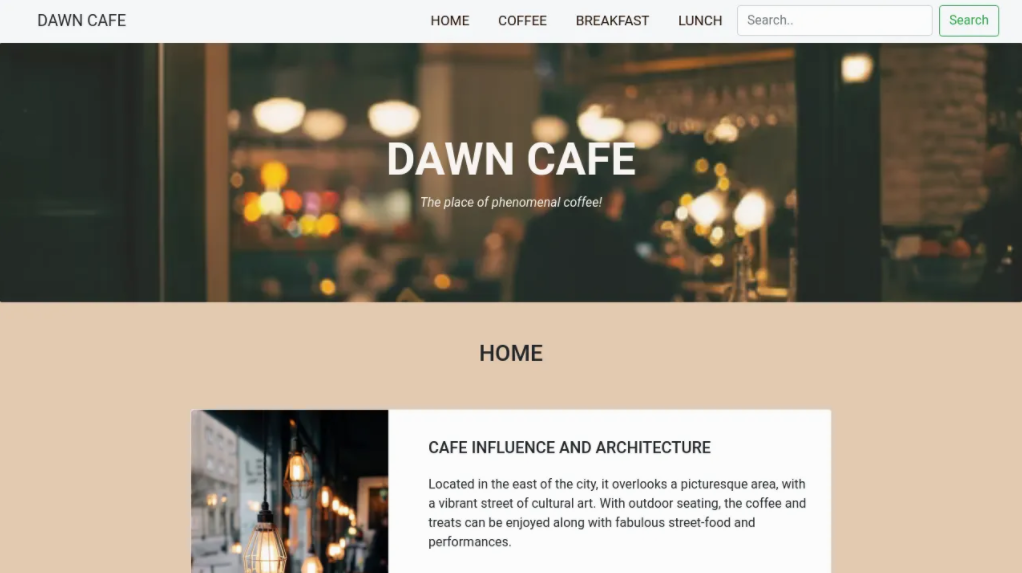 DAWN CAFE
HOME COFFEE BREAKFAST LUNCH Search.. Search
DAWN CAFE
The place of phenomenal coffee!
HOME
CAFE INFLUENCE AND ARCHITECTURE
Located in the east of the city, it overlooks a picturesque area, with
a vibrant street of cultural art. With outdoor seating, the coffee and
treats can be enjoyed along with fabulous street-food and
performances.